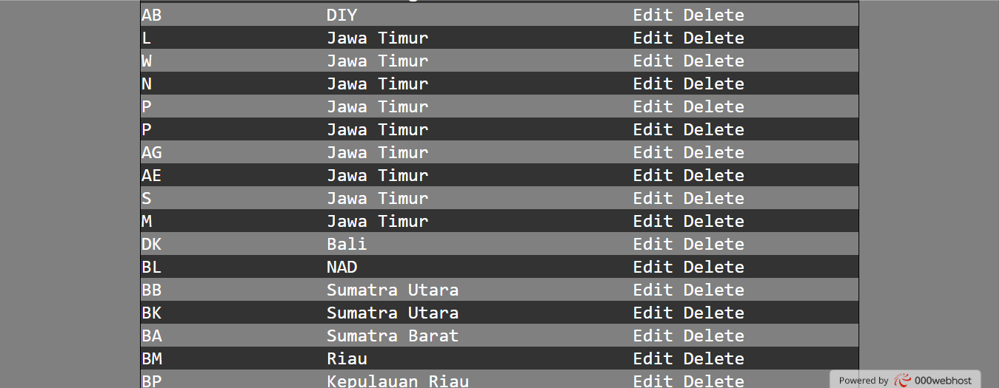 AB DIY Edit Delete
L Jawa Timur Edit Delete
W Jawa Timur Edit Delete
N Jawa Timur Edit Delete
P Jawa Timur Edit Delete
P Jawa Timur Edit Delete
AG Jawa Timur Edit Delete
AE Jawa Timur Edit Delete
S Jawa Timur Edit Delete
M Jawa Timur Edit Delete
DK Bali Edit Delete
BL NAD Edit Delete
BB Sumatra Utara Edit Delete
BK Sumatra Utara Edit Delete
BA Sumatra Barat Edit Delete
BM Riau Edit Delete
BP Kepulauan Riau Edit Delete
Powered by 000webhost